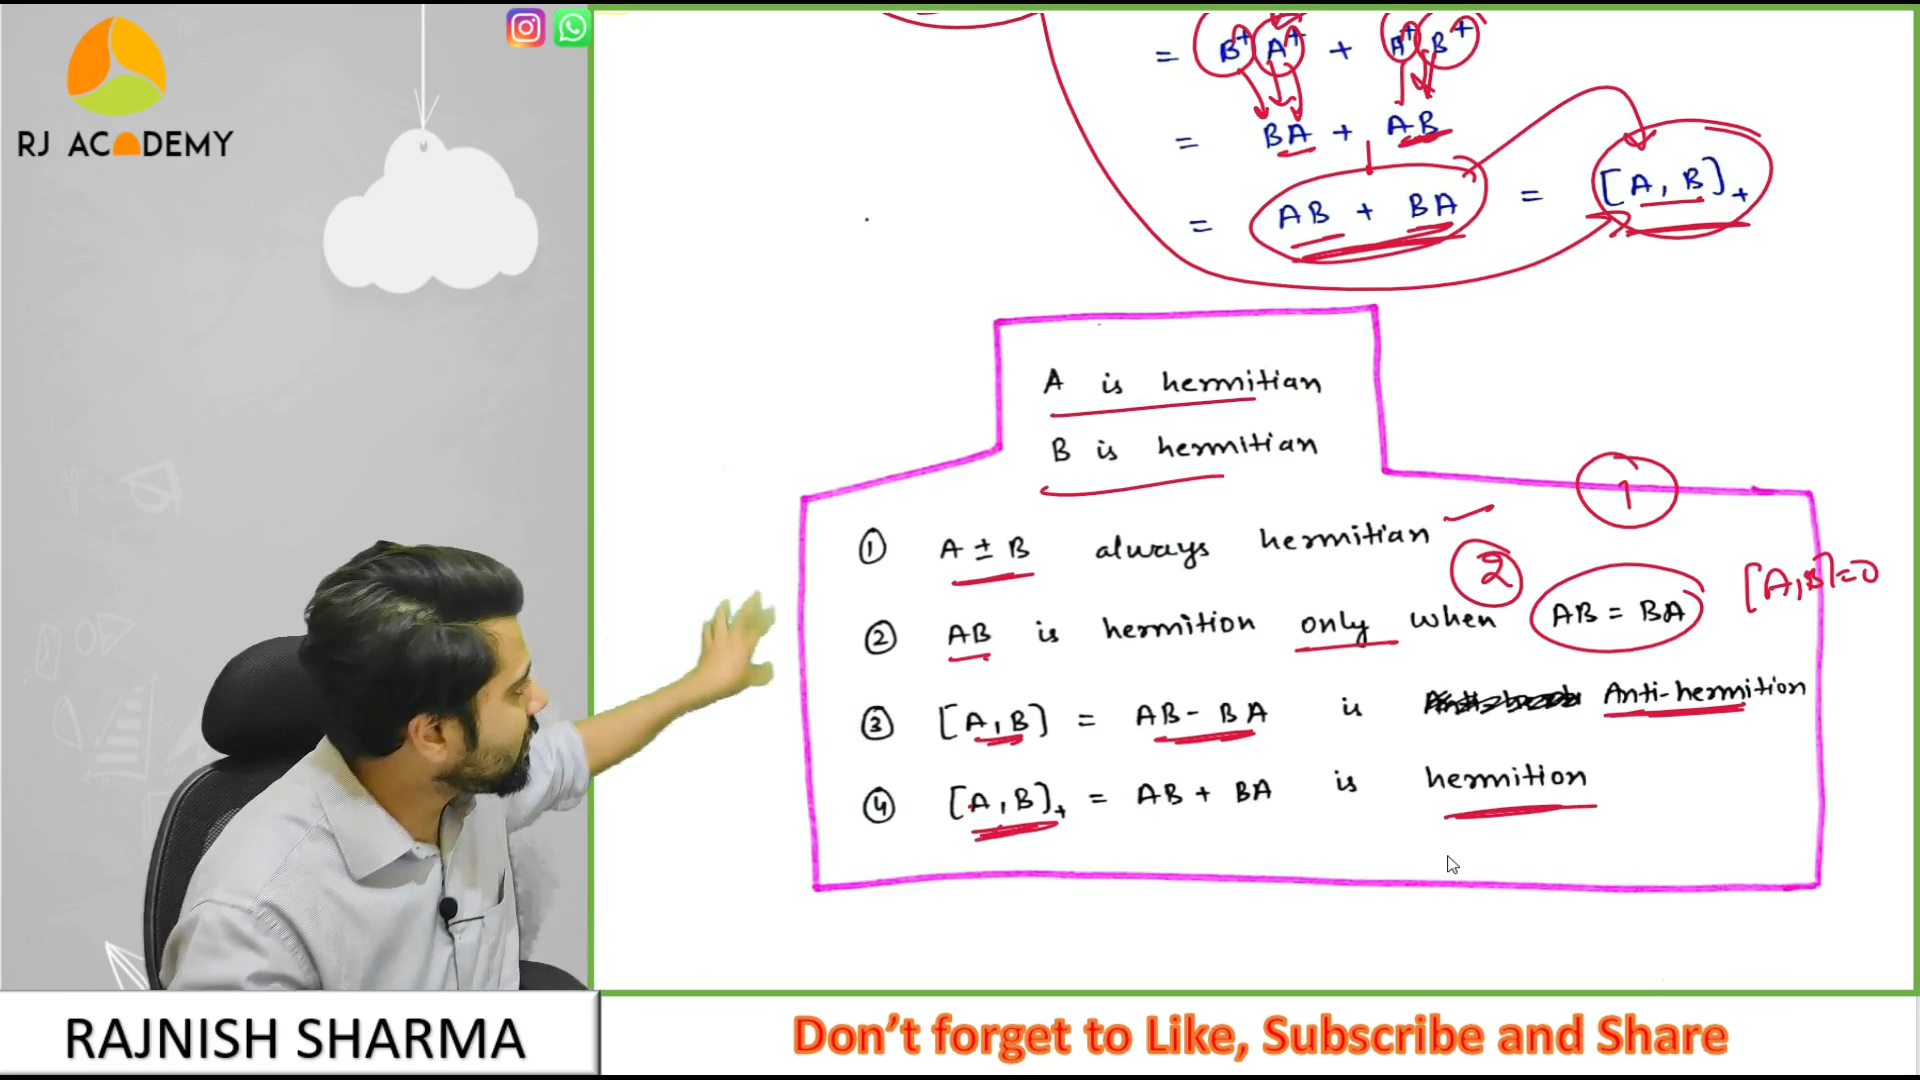 RJ ACADEMY
= B+ A+ + A+ B+
= BA + AB
= AB + BA = [A, B]+
A is hermitian
B is hermitian
1
① A ± B always hermitian
2
② AB is hermition only when AB = BA [A,B]=0
③ [A, B] = AB - BA is Anti-hermition
④ [A, B]+ = AB + BA is hermition
RAJNISH SHARMA
Don't forget to Like, Subscribe and Share